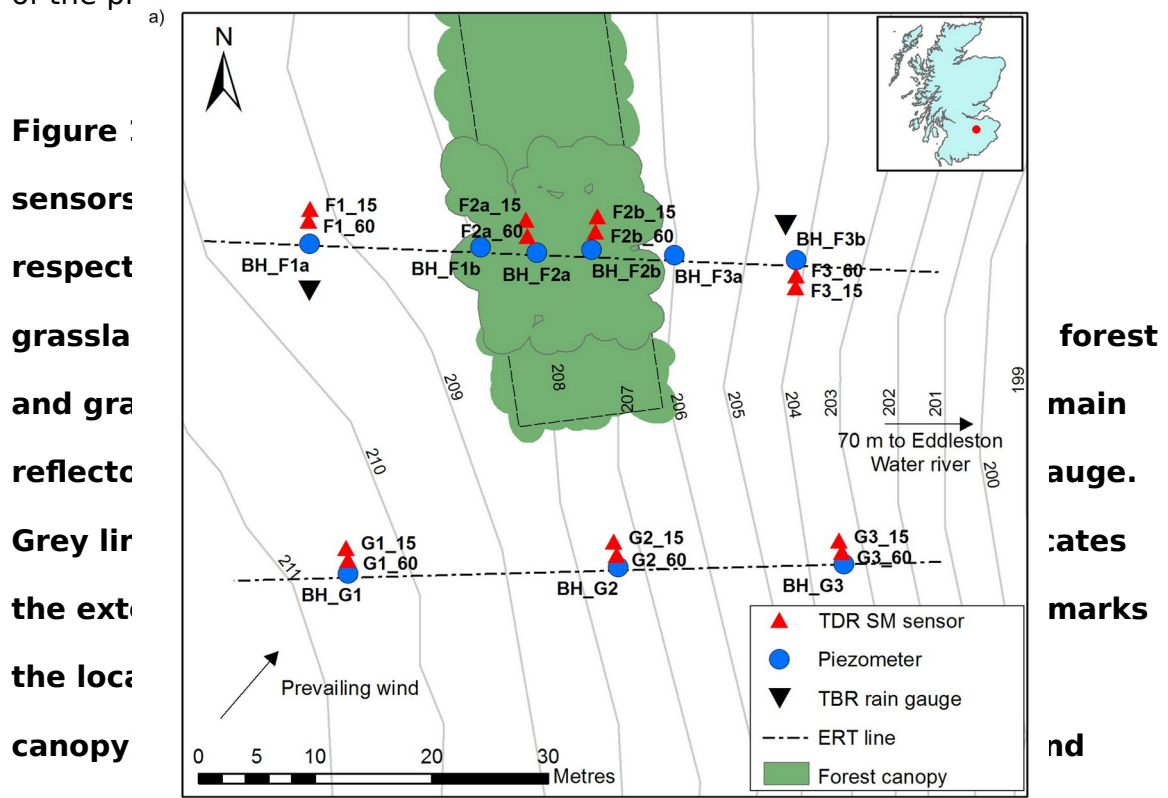 of the p
a)
N
Figure
sensors
F1_15
F2a_15
F2b_15
F1_60
F2a_60
F2b_60
BH_F3b
respect
BH_F1a
BH_F1b
BH_F2a
BH_F2b
BH_F3a
F3_60
F3_15
grassla
forest
208
199
and gra
209
207
206
205
204
203
202
201
main
70 m to Eddleston
Water river
reflecto
210
200
auge.
Grey lin
G1_15
G2_15
G3_15
cates
G1_60
G2_60
G3_60
211
BH_G1
BH_G2
BH_G3
the exte
marks
TDR SM sensor
Piezometer
the loca
Prevailing wind
TBR rain gauge
canopy
ERT line
nd
0 5 10 20 30
Metres
Forest canopy